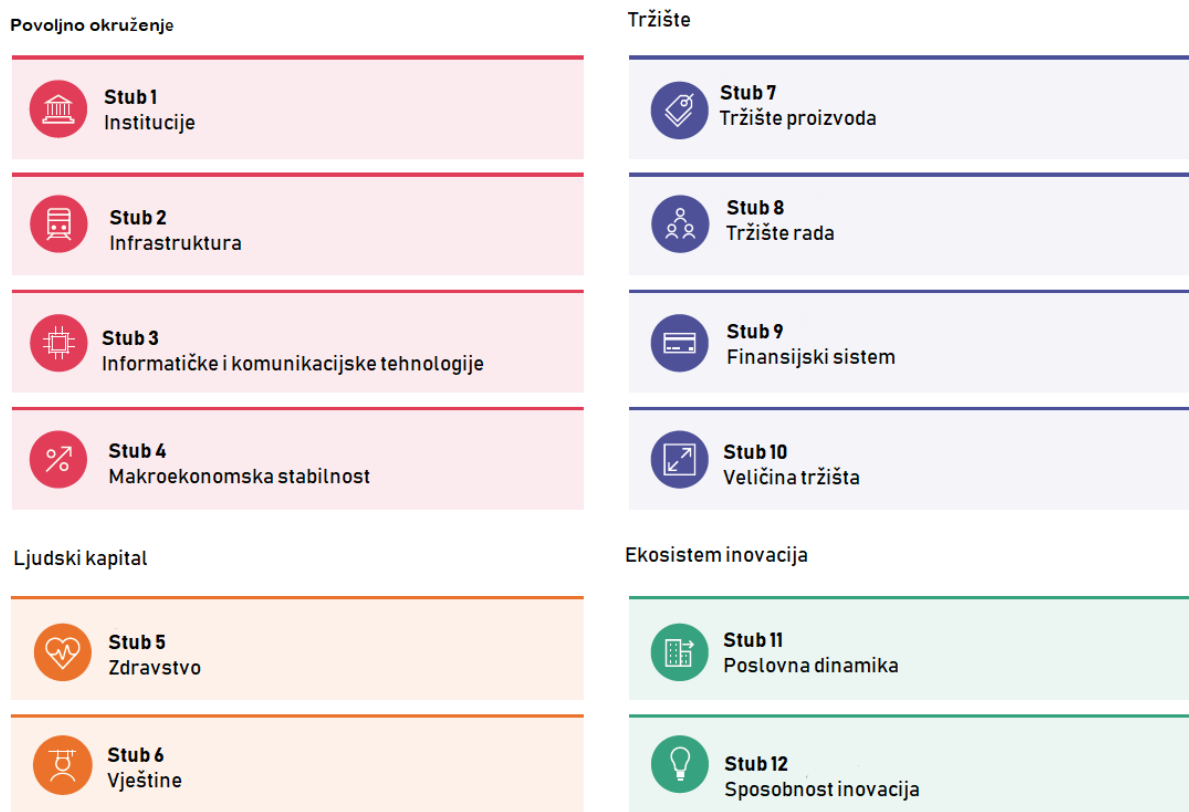 Povoljno okruženje
Stub 1
Institucije
Stub 2
Infrastruktura
Stub 3
Informatičke i komunikacijske tehnologije
Stub 4
Makroekonomska stabilnost
Ljudski kapital
Stub 5
Zdravstvo
Stub 6
Vještine
Tržište
Stub 7
Tržište proizvoda
Stub 8
Tržište rada
Stub 9
Finansijski sistem
Stub 10
Veličina tržišta
Ekosistem inovacija
Stub 11
Poslovna dinamika
Stub 12
Sposobnost inovacija